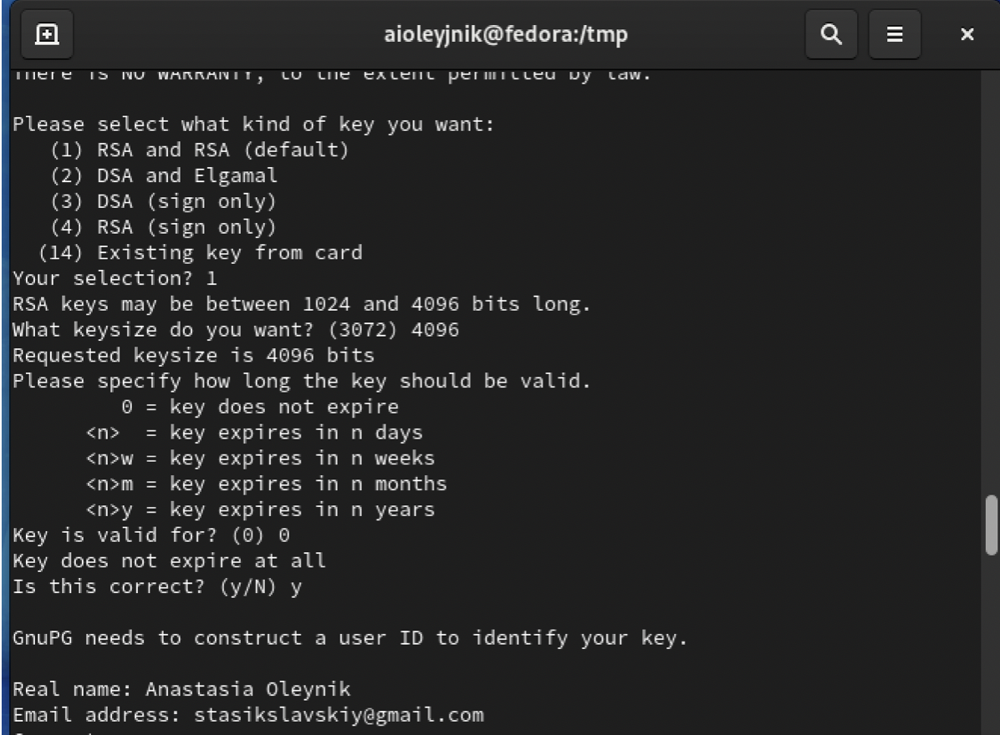 aioleyjnik@fedora:/tmp
There is NO WARRANTY, to the extent permitted by law.
Please select what kind of key you want:
   (1) RSA and RSA (default)
   (2) DSA and Elgamal
   (3) DSA (sign only)
   (4) RSA (sign only)
  (14) Existing key from card
Your selection? 1
RSA keys may be between 1024 and 4096 bits long.
What keysize do you want? (3072) 4096
Requested keysize is 4096 bits
Please specify how long the key should be valid.
         0 = key does not expire
      <n>  = key expires in n days
      <n>w = key expires in n weeks
      <n>m = key expires in n months
      <n>y = key expires in n years
Key is valid for? (0) 0
Key does not expire at all
Is this correct? (y/N) y
GnuPG needs to construct a user ID to identify your key.
Real name: Anastasia Oleynik
Email address: stasikslavskiy@gmail.com